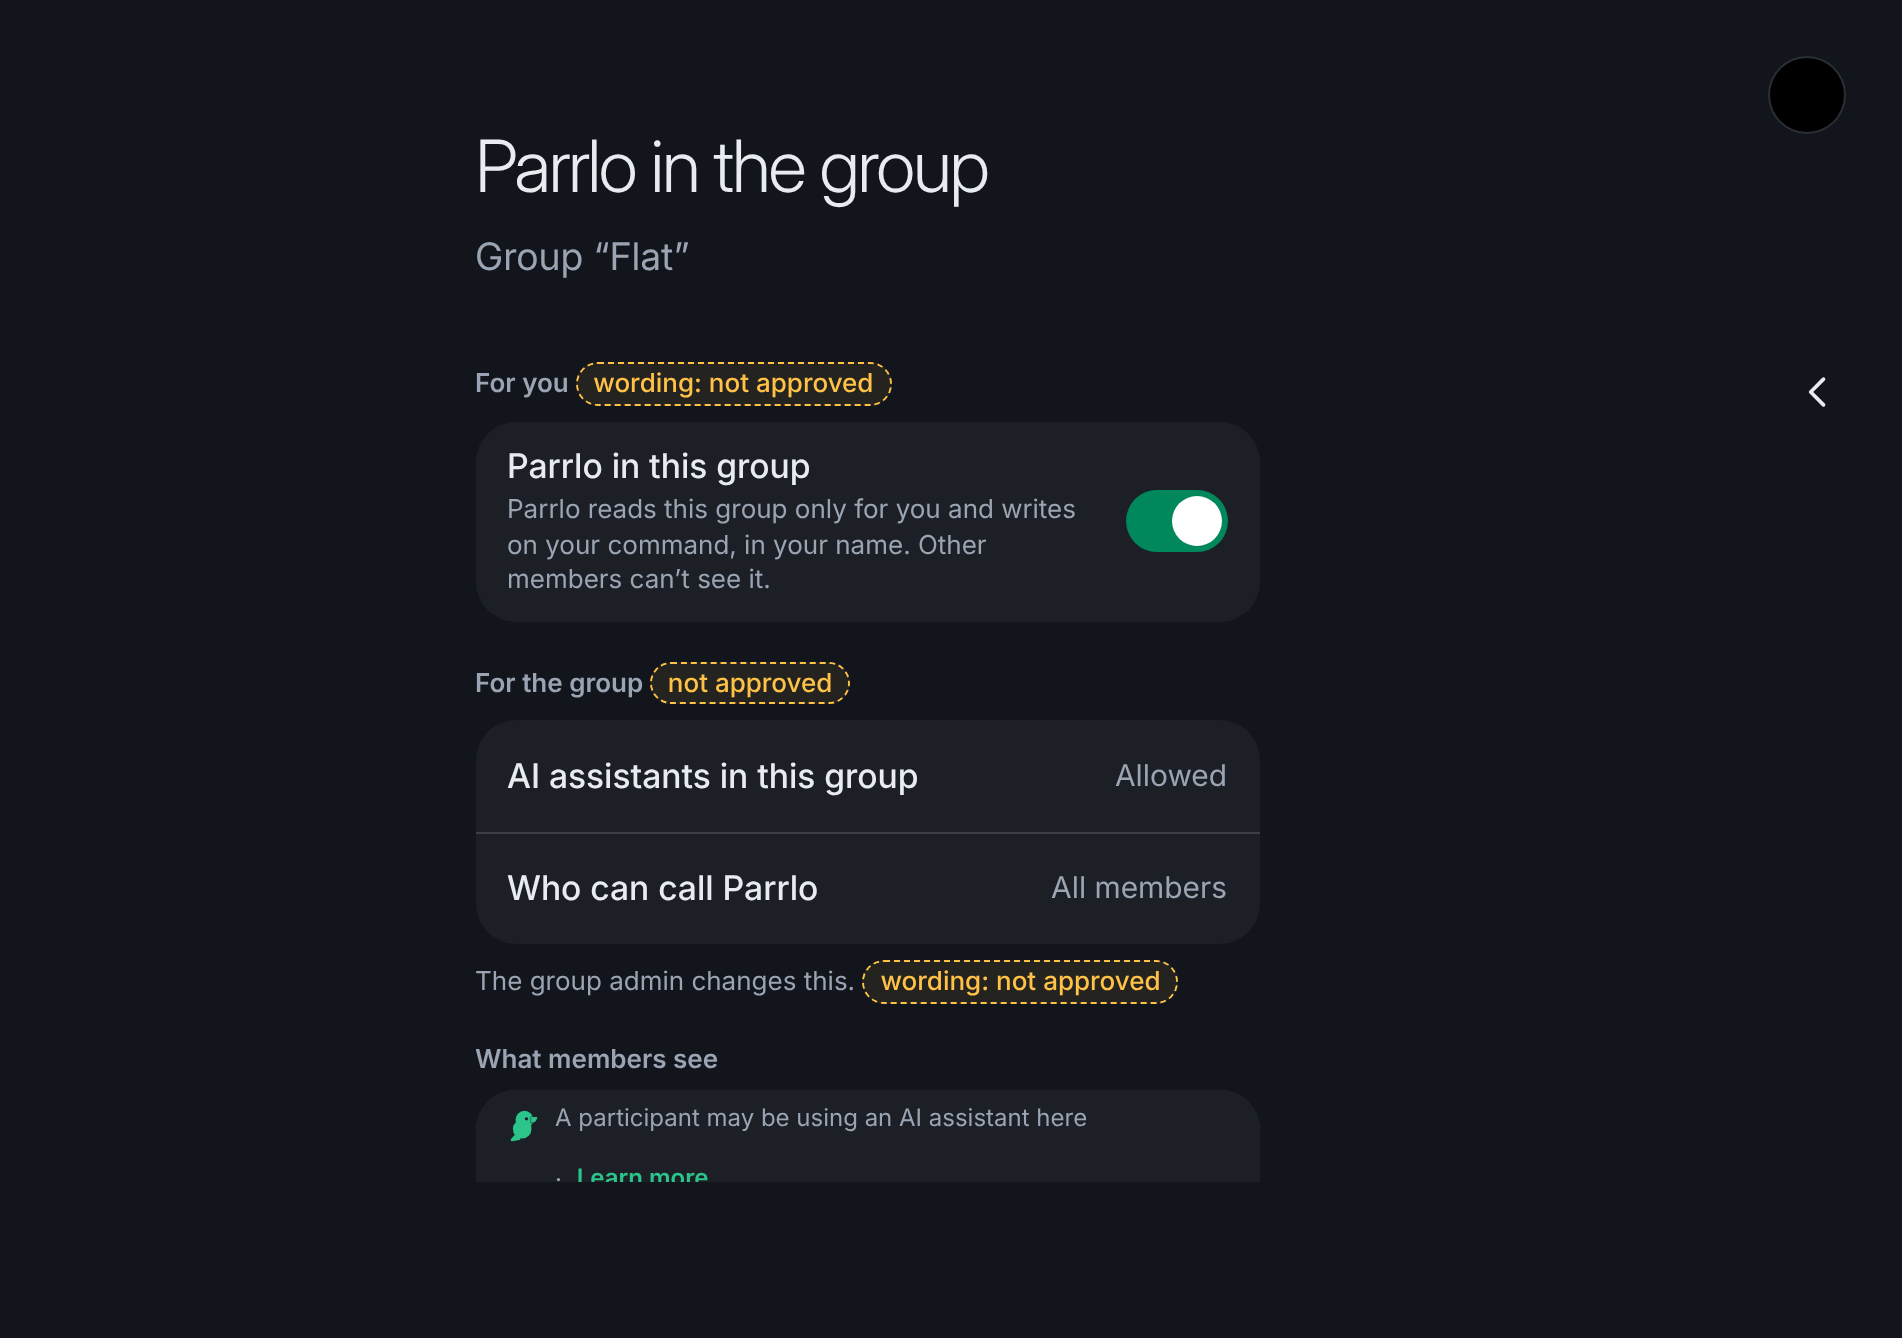 Parrlo in the group
Group “Flat”
For you wording: not approved
Parrlo in this group
Parrlo reads this group only for you and writes
on your command, in your name. Other
members can’t see it.
For the group not approved
AI assistants in this group Allowed
Who can call Parrlo All members
The group admin changes this. wording: not approved
What members see
A participant may be using an AI assistant here
· Learn more